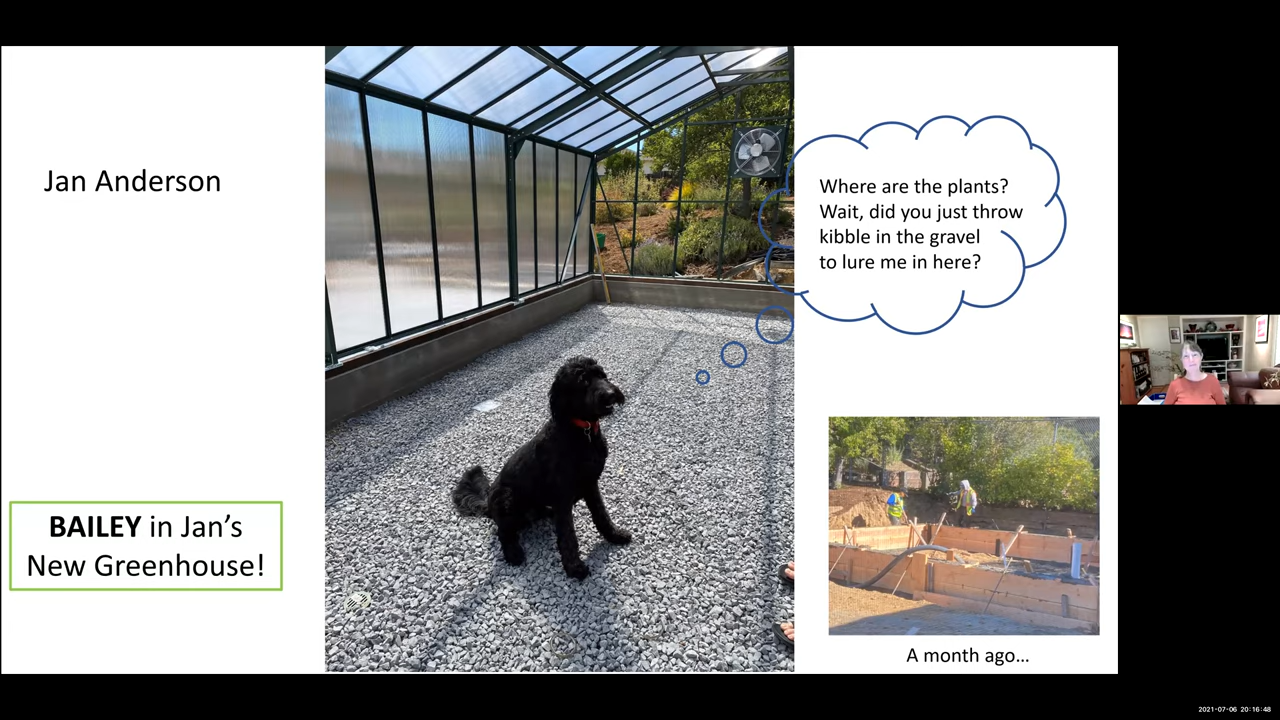 Jan Anderson
Where are the plants?
Wait, did you just throw
kibble in the gravel
to lure me in here?
BAILEY in Jan’s
New Greenhouse!
A month ago…
2021-07-06 20:16:48